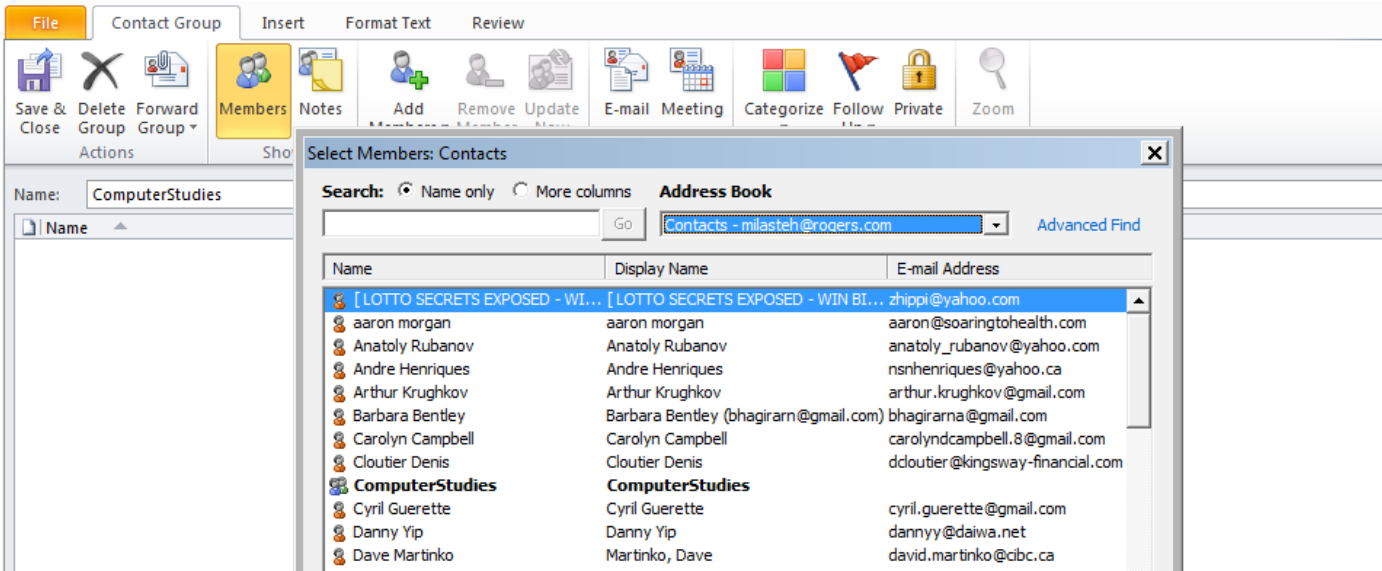 File Contact Group Insert Format Text Review
Save & Close Delete Group Forward Group Members Notes Add Members Remove Member Update Now E-mail Meeting Categorize Follow Up Private Zoom
Actions Sho
Select Members: Contacts
Name: ComputerStudies
Search: Name only More columns Address Book
Go Contacts - milasteh@rogers.com Advanced Find
Name
Name Display Name E-mail Address
[ LOTTO SECRETS EXPOSED - WI... [ LOTTO SECRETS EXPOSED - WIN BI... zhippi@yahoo.com
aaron morgan aaron morgan aaron@soaringtohealth.com
Anatoly Rubanov Anatoly Rubanov anatoly_rubanov@yahoo.com
Andre Henriques Andre Henriques nsnhenriques@yahoo.ca
Arthur Krughkov Arthur Krughkov arthur.krughkov@gmail.com
Barbara Bentley Barbara Bentley (bhagirarn@gmail.com) bhagirarna@gmail.com
Carolyn Campbell Carolyn Campbell carolyndcampbell.8@gmail.com
Cloutier Denis Cloutier Denis dcloutier@kingsway-financial.com
ComputerStudies ComputerStudies
Cyril Guerette Cyril Guerette cyril.guerette@gmail.com
Danny Yip Danny Yip dannyy@daiwa.net
Dave Martinko Martinko, Dave david.martinko@cibc.ca